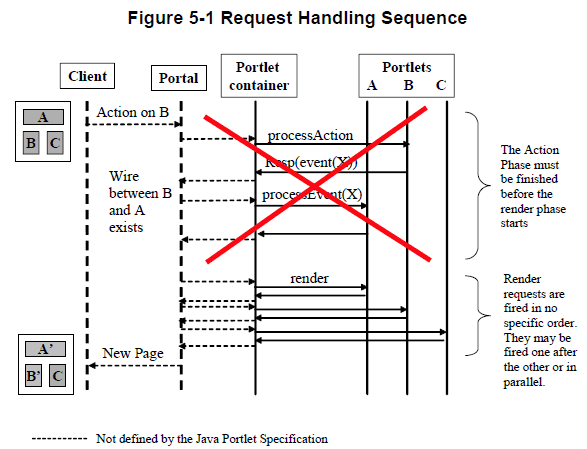 Figure 5-1 Request Handling Sequence
Client
Portal
Portlet
container
Portlets
A B C
A
B C
Action on B
processAction
Resp(event(X))
Wire
between B
and A
exists
processEvent(X)
The Action
Phase must
be finished
before the
render phase
starts
render
Render
requests are
fired in no
specific order.
They may be
fired one after
the other or in
parallel.
A'
B' C
New Page
Not defined by the Java Portlet Specification